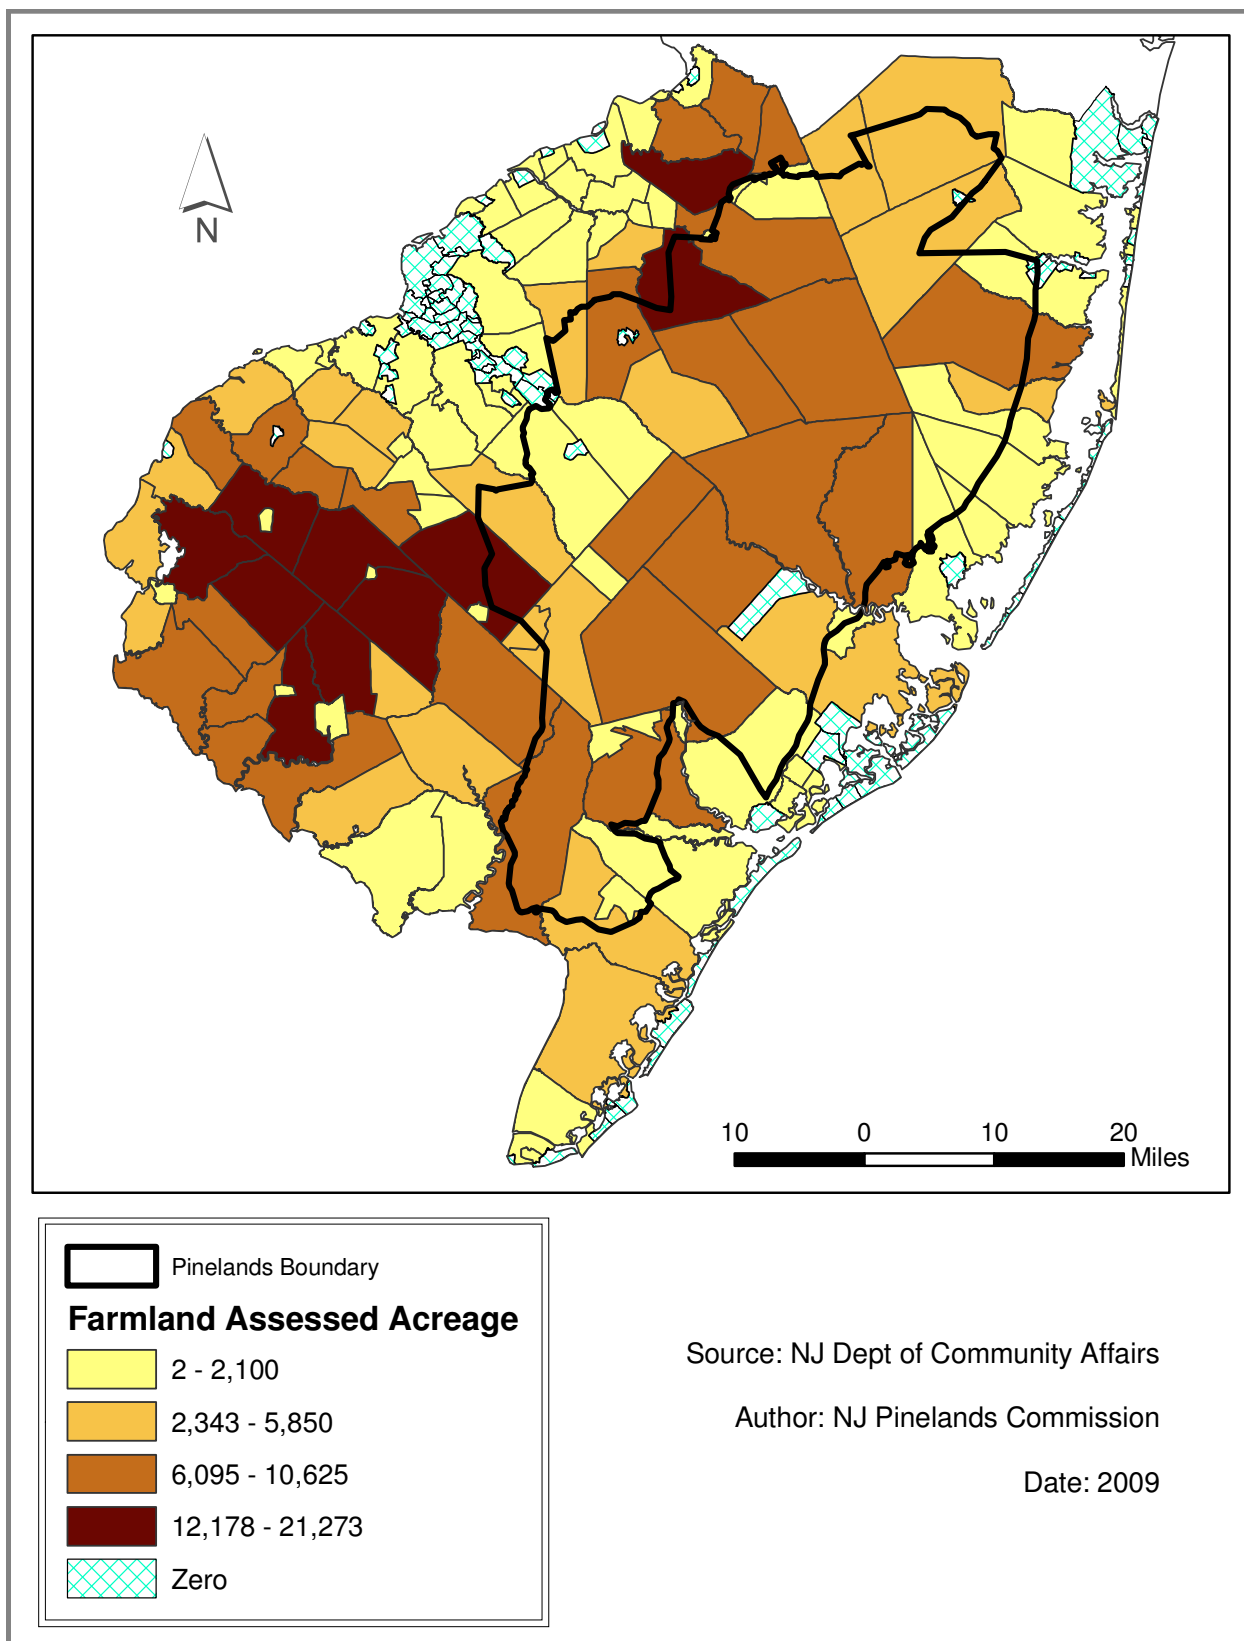 N
10 0 10 20
Miles
Pinelands Boundary
Farmland Assessed Acreage
2 - 2,100
2,343 - 5,850
6,095 - 10,625
12,178 - 21,273
Zero
Source: NJ Dept of Community Affairs
Author: NJ Pinelands Commission
Date: 2009